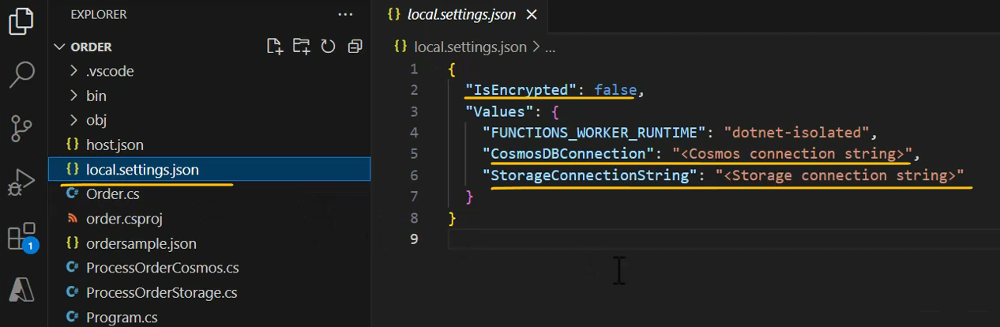 EXPLORER
...
ORDER
.vscode
bin
obj
{} host.json
{} local.settings.json
C# Order.cs
order.csproj
{} ordersample.json
C# ProcessOrderCosmos.cs
C# ProcessOrderStorage.cs
C# Program.cs
1
{} local.settings.json ×
{} local.settings.json > ...
1 {
2 "IsEncrypted": false,
3 "Values": {
4 "FUNCTIONS_WORKER_RUNTIME": "dotnet-isolated",
5 "CosmosDBConnection": "<Cosmos connection string>",
6 "StorageConnectionString": "<Storage connection string>"
7 }
8 }
9